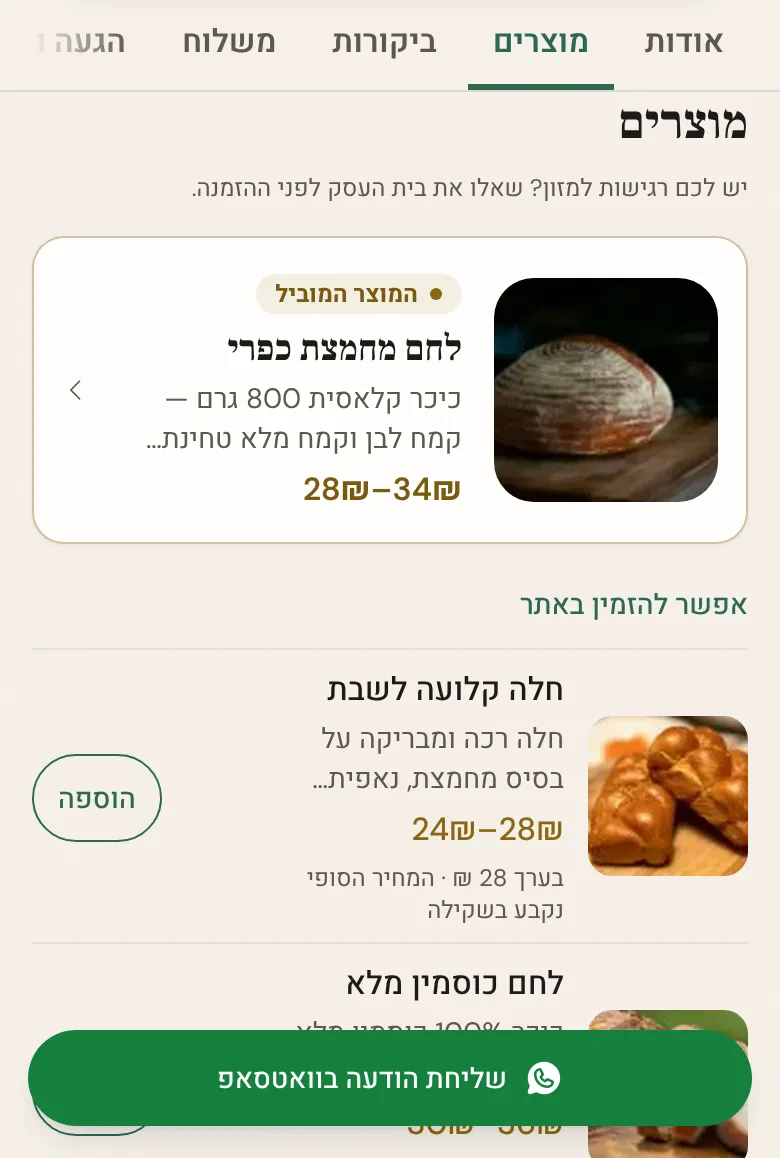 אודות
מוצרים
ביקורות
משלוח
הגעה
מוצרים
יש לכם רגישות למזון? שאלו את בית העסק לפני ההזמנה.
המוצר המוביל
לחם מחמצת כפרי
כיכר קלאסית 800 גרם —
קמח לבן וקמח מלא טחינת...
28₪–34₪
אפשר להזמין באתר
חלה קלועה לשבת
חלה רכה ומבריקה על
בסיס מחמצת, נאפית...
24₪–28₪
בערך 28 ₪ · המחיר הסופי
נקבע בשקילה
הוספה
לחם כוסמין מלא
שליחת הודעה בוואטסאפ